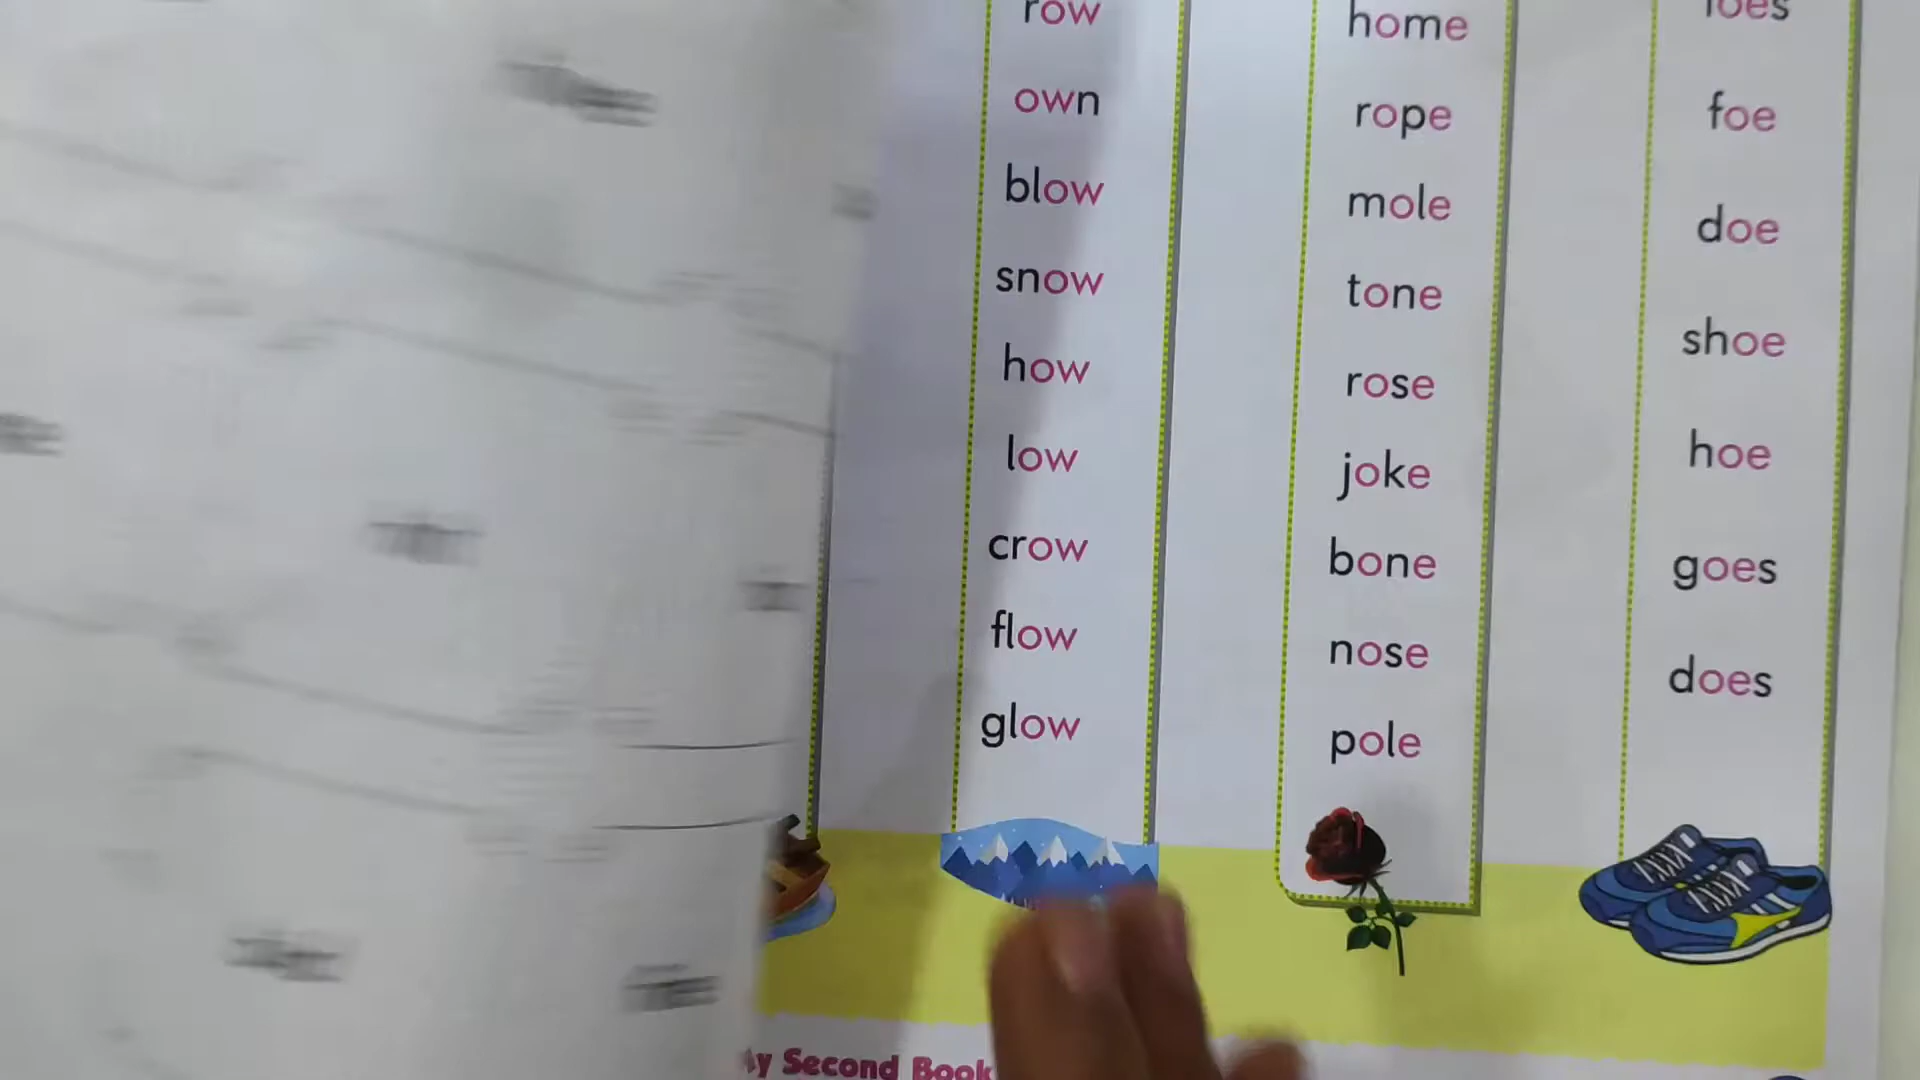 row
own
blow
snow
how
low
crow
flow
glow
home
rope
mole
tone
rose
joke
bone
nose
pole
foe
doe
shoe
hoe
goes
does
Second Book